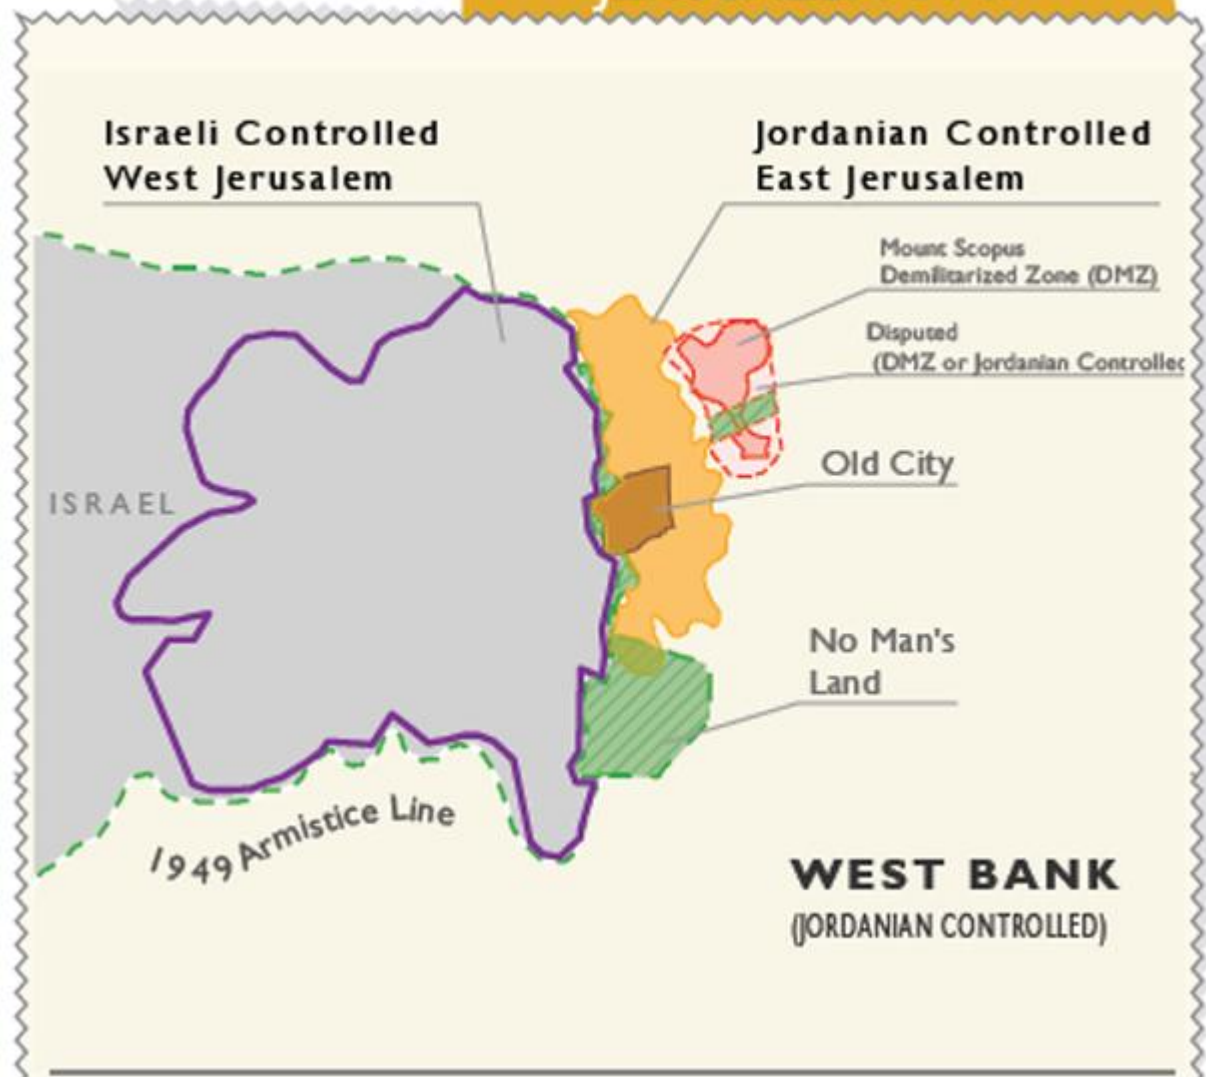 Israeli Controlled
West Jerusalem
Jordanian Controlled
East Jerusalem
Mount Scopus
Demilitarized Zone (DMZ)
Disputed
(DMZ or Jordanian Controlled
Old City
ISRAEL
No Man's
Land
1949 Armistice Line
WEST BANK
(JORDANIAN CONTROLLED)